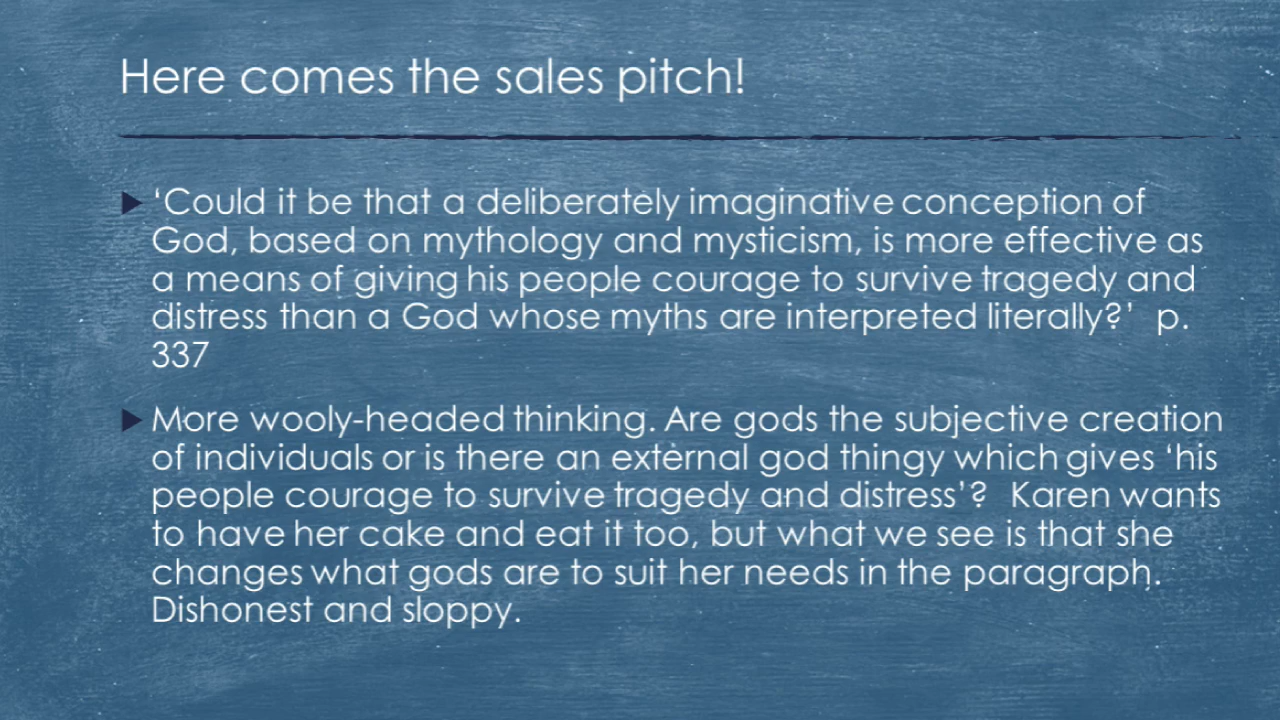 Here comes the sales pitch!
‘Could it be that a deliberately imaginative conception of
God, based on mythology and mysticism, is more effective as
a means of giving his people courage to survive tragedy and
distress than a God whose myths are interpreted literally?’ p.
337
More wooly-headed thinking. Are gods the subjective creation
of individuals or is there an external god thingy which gives ‘his
people courage to survive tragedy and distress’? Karen wants
to have her cake and eat it too, but what we see is that she
changes what gods are to suit her needs in the paragraph.
Dishonest and sloppy.